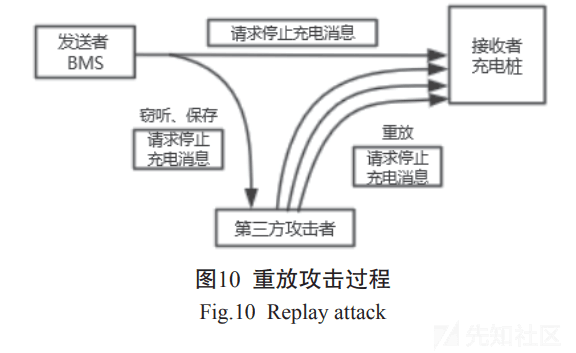 发送者
BMS
请求停止充电消息
接收者
充电桩
窃听、保存
请求停止
充电消息
重放
请求停止
充电消息
第三方攻击者
图10 重放攻击过程
Fig.10 Replay attack
先知社区